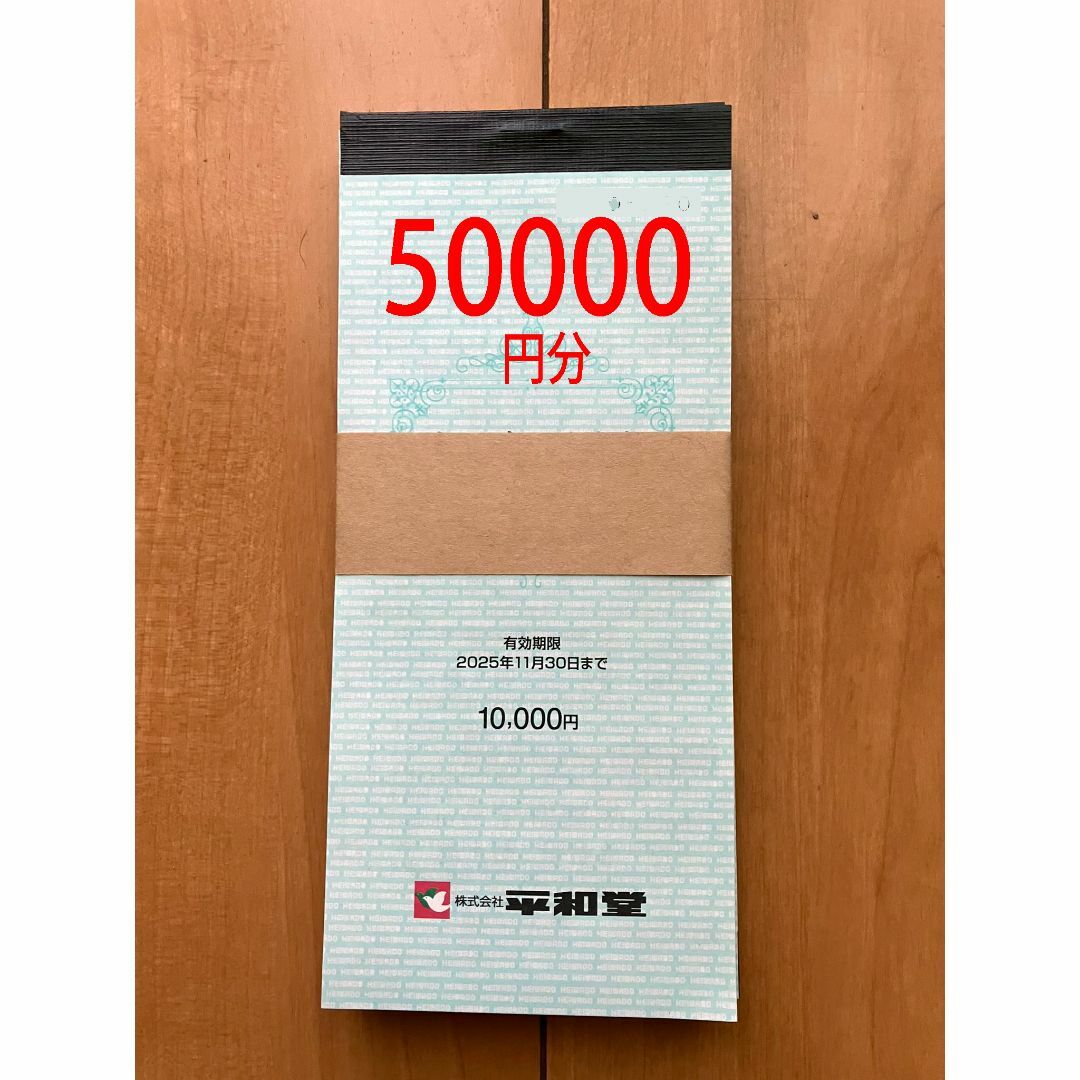 50000
円分
有効期限
2025年11月30日まで
10,000円
株式会社 平和堂